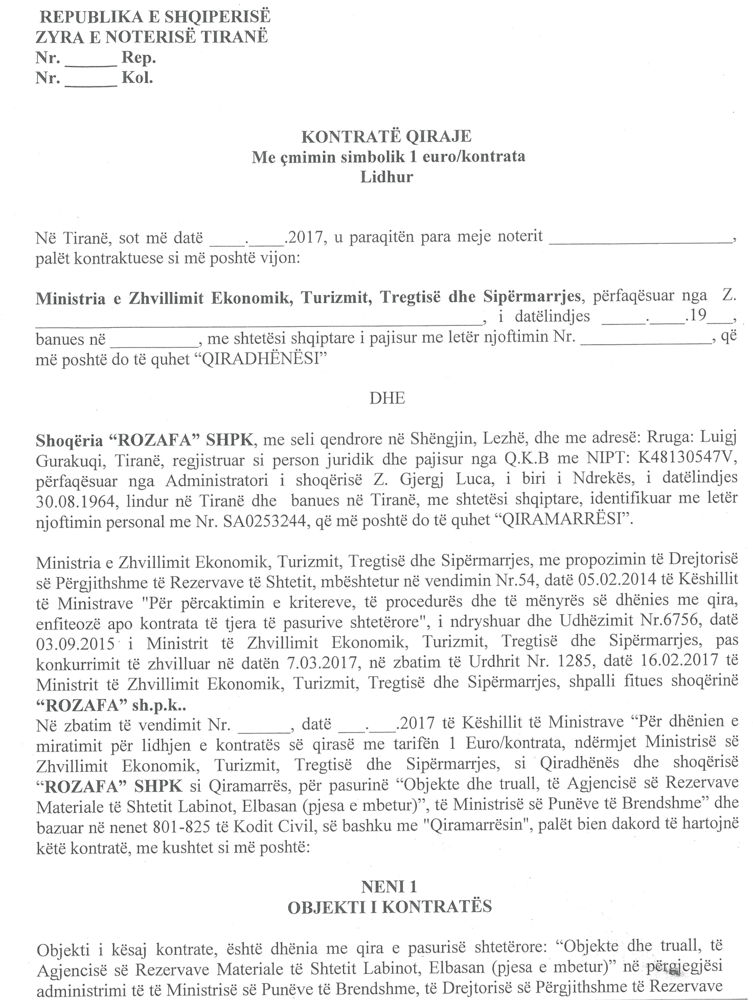 REPUBLIKA E SHQIPERISË
ZYRA E NOTERISË TIRANË
Nr. ______ Rep.
Nr. ______ Kol.
KONTRATË QIRAJE
Me çmimin simbolik 1 euro/kontrata
Lidhur
Në Tiranë, sot më datë ____.____.2017, u paraqitën para meje noterit _____________________,
palët kontraktuese si më poshtë vijon:
Ministria e Zhvillimit Ekonomik, Turizmit, Tregtisë dhe Sipërmarrjes, përfaqësuar nga Z.
___________________________________________________, i datëlindjes _____.____.19___,
banues në __________, me shtetësi shqiptare i pajisur me letër njoftimin Nr. _______________, që
më poshtë do të quhet “QIRADHËNËSI”
DHE
Shoqëria “ROZAFA” SHPK, me seli qendrore në Shëngjin, Lezhë, dhe me adresë: Rruga: Luigj
Gurakuqi, Tiranë, regjistruar si person juridik dhe pajisur nga Q.K.B me NIPT: K48130547V,
përfaqësuar nga Administratori i shoqërisë Z. Gjergj Luca, i biri i Ndrekës, i datëlindjes
30.08.1964, lindur në Tiranë dhe banues në Tiranë, me shtetësi shqiptare, identifikuar me letër
njoftimin personal me Nr. SA0253244, që më poshtë do të quhet “QIRAMARRËSI”.
Ministria e Zhvillimit Ekonomik, Turizmit, Tregtisë dhe Sipërmarrjes, me propozimin të Drejtorisë
së Përgjithshme të Rezervave të Shtetit, mbështetur në vendimin Nr.54, datë 05.02.2014 të Këshillit
të Ministrave "Për përcaktimin e kritereve, të procedurës dhe të mënyrës së dhënies me qira,
enfiteozë apo kontrata të tjera të pasurive shtetërore", i ndryshuar dhe Udhëzimit Nr.6756, datë
03.09.2015 i Ministrit të Zhvillimit Ekonomik, Turizmit, Tregtisë dhe Sipërmarrjes, pas
konkurrimit të zhvilluar në datën 7.03.2017, në zbatim të Urdhrit Nr. 1285, datë 16.02.2017 të
Ministrit të Zhvillimit Ekonomik, Turizmit, Tregtisë dhe Sipërmarrjes, shpalli fitues shoqërinë
“ROZAFA” sh.p.k..
Në zbatim të vendimit Nr. ______, datë ___.___.2017 të Këshillit të Ministrave “Për dhënien e
miratimit për lidhjen e kontratës së qirasë me tarifën 1 Euro/kontrata, ndërmjet Ministrisë së
Zhvillimit Ekonomik, Turizmit, Tregtisë dhe Sipërmarrjes, si Qiradhënës dhe shoqërisë
“ROZAFA” SHPK si Qiramarrës, për pasurinë “Objekte dhe truall, të Agjencisë së Rezervave
Materiale të Shtetit Labinot, Elbasan (pjesa e mbetur)”, të Ministrisë së Punëve të Brendshme” dhe
bazuar në nenet 801-825 të Kodit Civil, së bashku me "Qiramarrësin", palët bien dakord të hartojnë
këtë kontratë, me kushtet si më poshtë:
NENI 1
OBJEKTI I KONTRATËS
Objekti i kësaj kontrate, është dhënia me qira e pasurisë shtetërore: “Objekte dhe truall, të
Agjencisë së Rezervave Materiale të Shtetit Labinot, Elbasan (pjesa e mbetur)” në përgjegjësi
administrimi të të Ministrisë së Punëve të Brendshme, të Drejtorisë së Përgjithshme të Rezervave